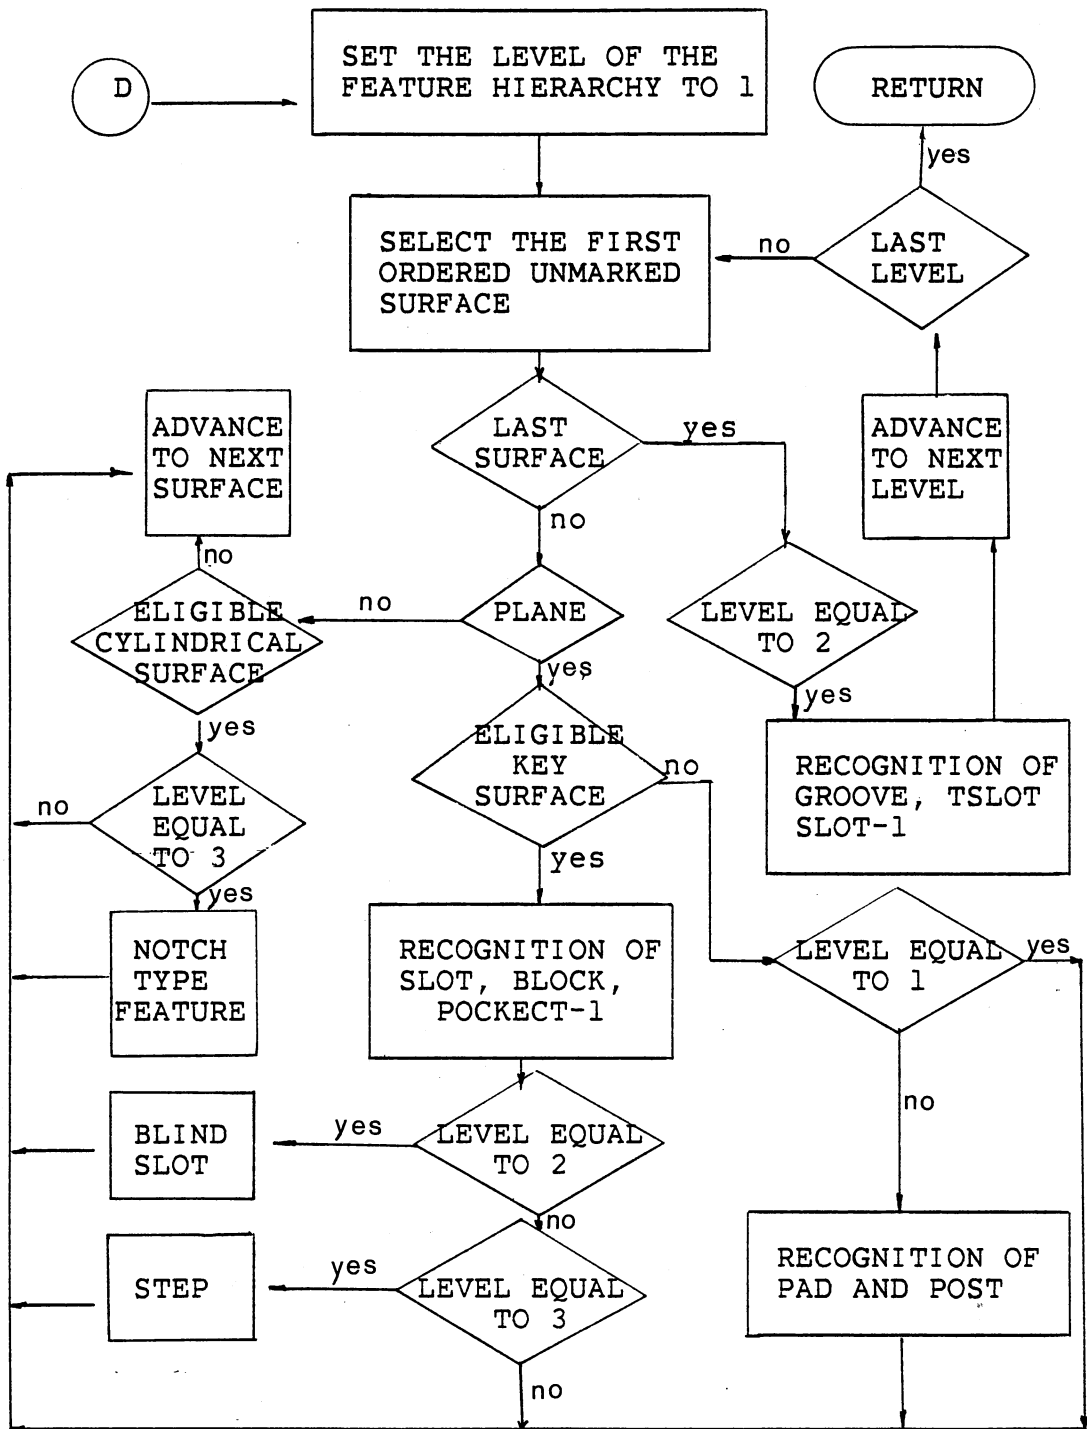 D
SET THE LEVEL OF THE
FEATURE HIERARCHY TO 1
RETURN
yes
SELECT THE FIRST
ORDERED UNMARKED
SURFACE
no
LAST
LEVEL
ADVANCE
TO NEXT
SURFACE
LAST
SURFACE
yes
ADVANCE
TO NEXT
LEVEL
no
no
ELIGIBLE
CYLINDRICAL
SURFACE
no
PLANE
LEVEL EQUAL
TO 2
yes
yes
yes
ELIGIBLE
KEY
SURFACE
no
RECOGNITION OF
GROOVE, TSLOT
SLOT-1
no
LEVEL
EQUAL
TO 3
yes
yes
NOTCH
TYPE
FEATURE
RECOGNITION OF
SLOT, BLOCK,
POCKECT-1
LEVEL EQUAL
TO 1
yes
no
BLIND
SLOT
yes
LEVEL EQUAL
TO 2
no
STEP
yes
LEVEL EQUAL
TO 3
no
RECOGNITION OF
PAD AND POST